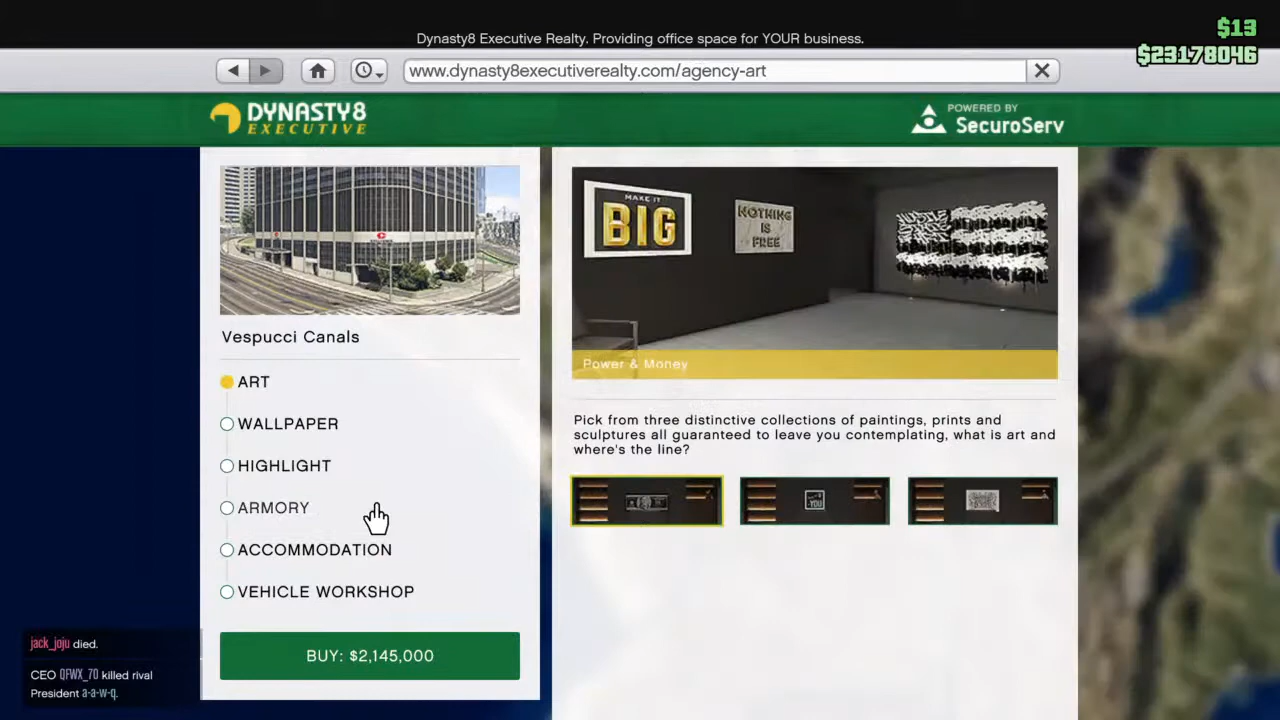 $13
$23178046
Dynasty8 Executive Realty. Providing office space for YOUR business.
www.dynasty8executiverealty.com/agency-art
DYNASTY8
EXECUTIVE
POWERED BY
SecuroServ
Vespucci Canals
ART
WALLPAPER
HIGHLIGHT
ARMORY
ACCOMMODATION
VEHICLE WORKSHOP
BUY: $2,145,000
MAKE IT
BIG
NOTHING
IS
FREE
Power & Money
Pick from three distinctive collections of paintings, prints and
sculptures all guaranteed to leave you contemplating, what is art and
where's the line?
YOU
jack_joju died.
CEO QFWX_70 killed rival
President a-a-w-q.